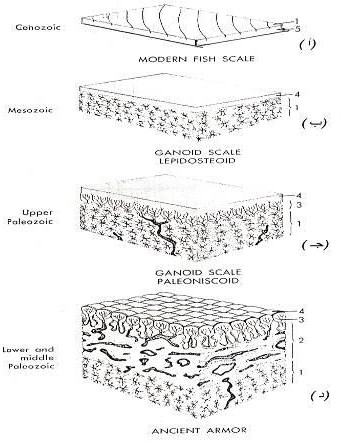 Cenozoic
1
5
(أ)
MODERN FISH SCALE
Mesozoic
4
1
(ب)
GANOID SCALE
LEPIDOSTEOID
Upper
Paleozoic
4
3
1
(ج)
GANOID SCALE
PALEONISCOID
Lower and
middle
Paleozoic
4
3
2
1
(د)
ANCIENT ARMOR